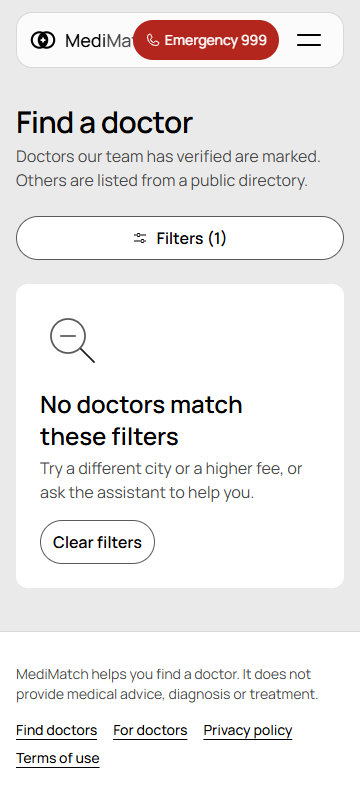 MediMat
Emergency 999
Find a doctor
Doctors our team has verified are marked.
Others are listed from a public directory.
Filters (1)
No doctors match
these filters
Try a different city or a higher fee, or
ask the assistant to help you.
Clear filters
MediMatch helps you find a doctor. It does not
provide medical advice, diagnosis or treatment.
Find doctors For doctors Privacy policy
Terms of use